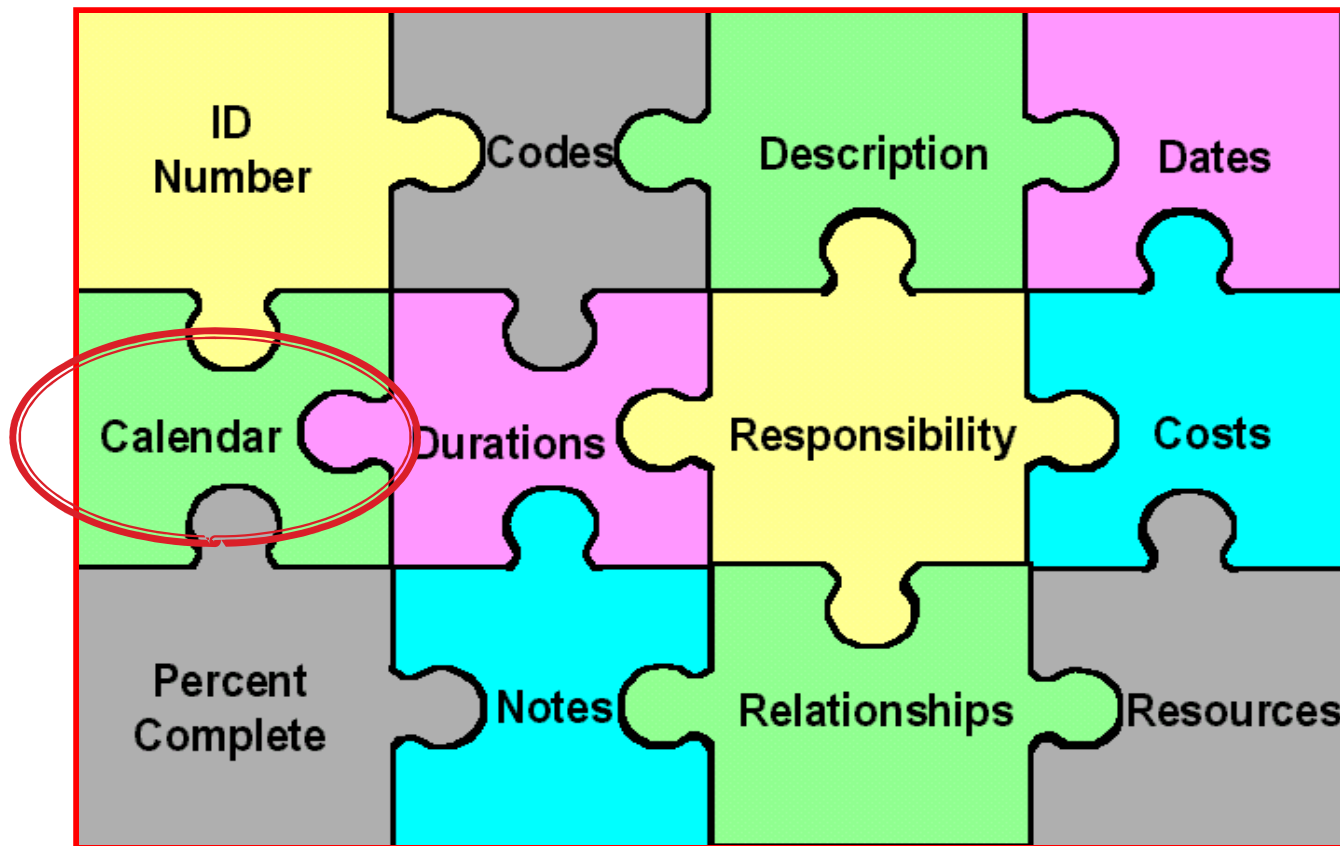 ID
Number
Codes
Description
Dates
Calendar
Durations
Responsibility
Costs
Percent
Complete
Notes
Relationships
Resources